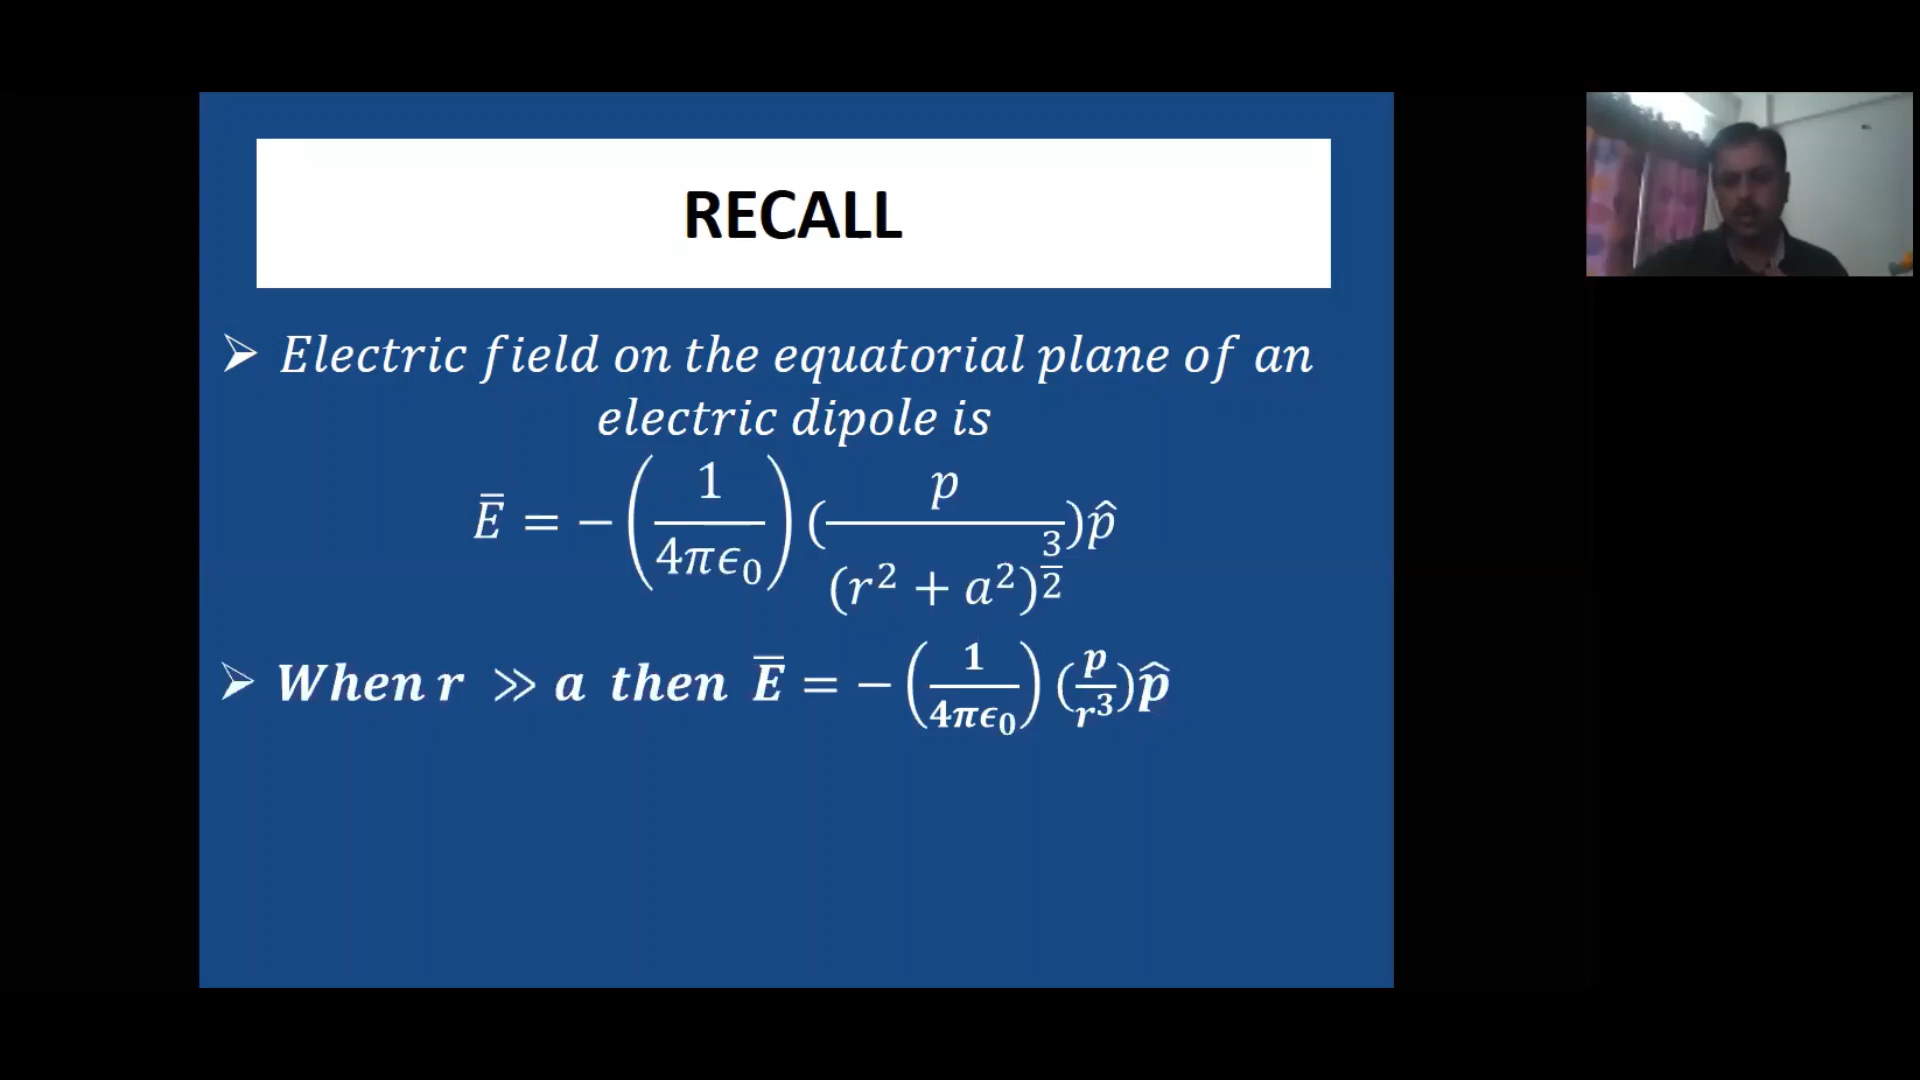 RECALL
➢ Electric field on the equatorial plane of an
electric dipole is
E̅ = −(1/4πϵ₀)(p/(r² + a²)^(3/2))p̂
➢ When r ≫ a then E̅ = −(1/4πϵ₀)(p/r³)p̂